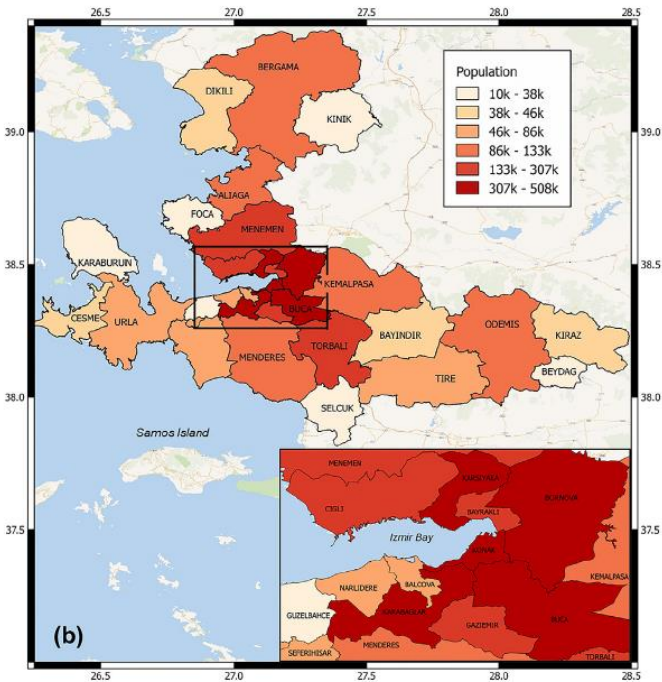 26.5 27.0 27.5 28.0 28.5
BERGAMA
Population
10k - 38k
38k - 46k
46k - 86k
86k - 133k
133k - 307k
307k - 508k
DIKILI
KINIK
39.0 39.0
ALIAGA
FOCA
MENEMEN
KARABURUN
38.5 38.5
KEMALPASA
CESME
URLA
BUCA
ODEMIS
KIRAZ
BAYINDIR
TORBALI
MENDERES
BEYDAG
TIRE
38.0 38.0
SELCUK
Samos Island
MENEMEN
KARSIYAKA
BORNOVA
CIGLI
BAYRAKLI
37.5 37.5
Izmir Bay
KONAK
KEMALPASA
NARLIDERE
BALCOVA
GUZELBAHCE
KARABAGLAR
BUCA
GAZIEMIR
(b)
MENDERES
SEFERIHISAR
TORBALI
26.5 27.0 27.5 28.0 28.5